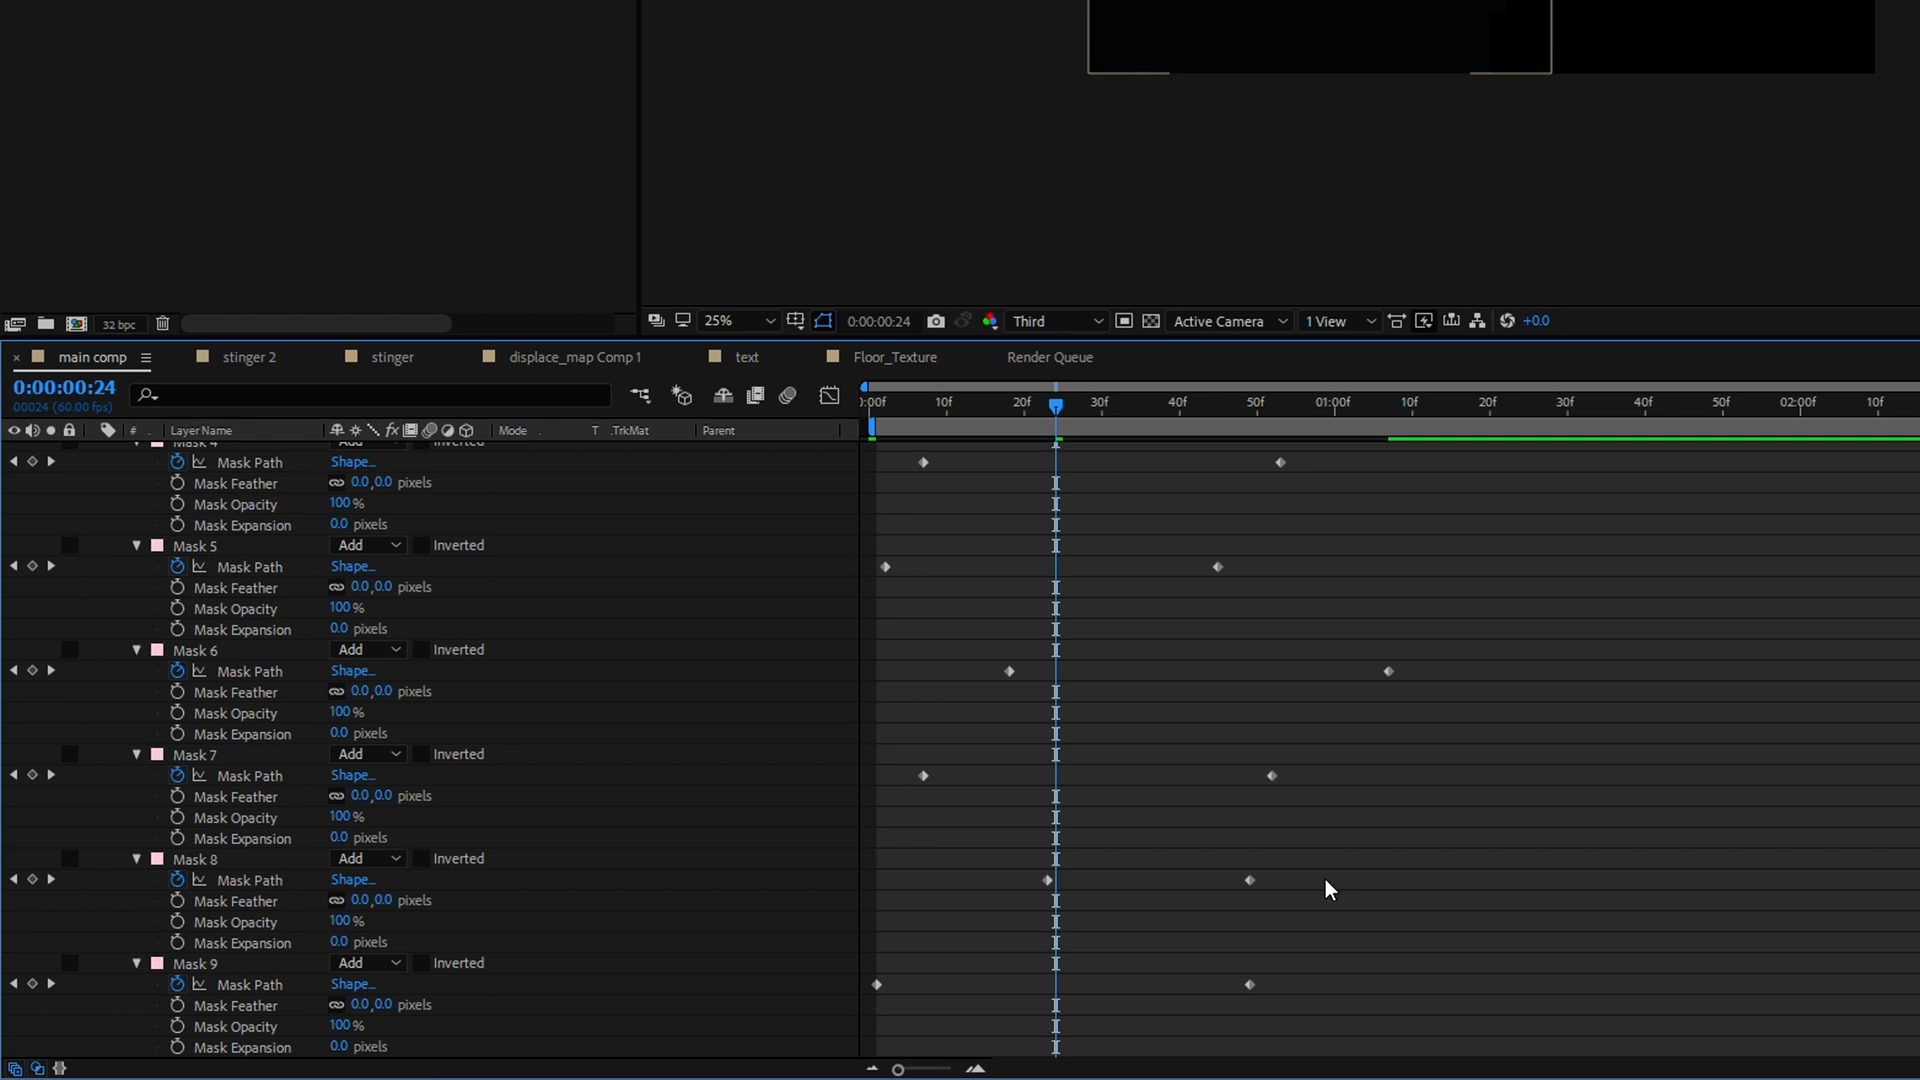 32 bpc
25% 0:00:00:24 Third Active Camera 1 View +0.0
× main comp stinger 2 stinger displace_map Comp 1 text Floor_Texture Render Queue
0:00:00:24
00024 (60.00 fps)
):00f 10f 20f 30f 40f 50f 01:00f 10f 20f 30f 40f 50f 02:00f 10f
# . Layer Name fx Mode . T .TrkMat Parent
Mask 4 Add Inverted
Mask Path Shape...
Mask Feather 0.0,0.0 pixels
Mask Opacity 100 %
Mask Expansion 0.0 pixels
Mask 5 Add Inverted
Mask Path Shape...
Mask Feather 0.0,0.0 pixels
Mask Opacity 100 %
Mask Expansion 0.0 pixels
Mask 6 Add Inverted
Mask Path Shape...
Mask Feather 0.0,0.0 pixels
Mask Opacity 100 %
Mask Expansion 0.0 pixels
Mask 7 Add Inverted
Mask Path Shape...
Mask Feather 0.0,0.0 pixels
Mask Opacity 100 %
Mask Expansion 0.0 pixels
Mask 8 Add Inverted
Mask Path Shape...
Mask Feather 0.0,0.0 pixels
Mask Opacity 100 %
Mask Expansion 0.0 pixels
Mask 9 Add Inverted
Mask Path Shape...
Mask Feather 0.0,0.0 pixels
Mask Opacity 100 %
Mask Expansion 0.0 pixels